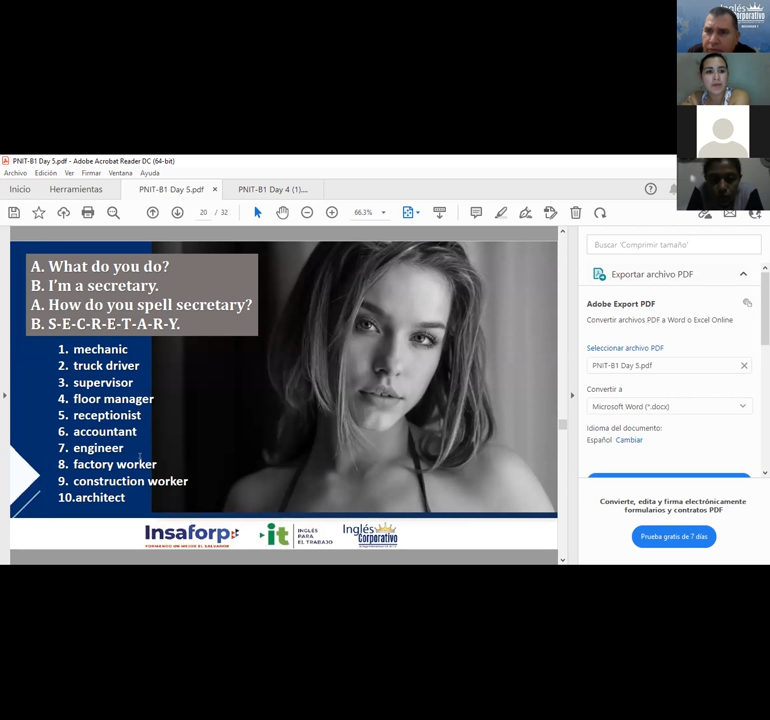 PNIT-B1 Day 5.pdf - Adobe Acrobat Reader DC (64-bit)
Archivo Edición Ver Firmar Ventana Ayuda
Inicio Herramientas PNIT-B1 Day 5.pdf × PNIT-B1 Day 4 (1)....
20 / 32 66.3%
A. What do you do?
B. I'm a secretary.
A. How do you spell secretary?
B. S-E-C-R-E-T-A-R-Y.
1. mechanic
2. truck driver
3. supervisor
4. floor manager
5. receptionist
6. accountant
7. engineer
8. factory worker
9. construction worker
10.architect
Insaforp
FORMANDO UN MEJOR EL SALVADOR
it
INGLÉS
PARA
EL TRABAJO
Inglés
Corporativo
Buscar 'Comprimir tamaño'
Exportar archivo PDF
Adobe Export PDF
Convertir archivos PDF a Word o Excel Online
Seleccionar archivo PDF
PNIT-B1 Day 5.pdf
Convertir a
Microsoft Word (*.docx)
Idioma del documento:
Español Cambiar
Convierte, edita y firma electrónicamente
formularios y contratos PDF
Prueba gratis de 7 días
Inglés